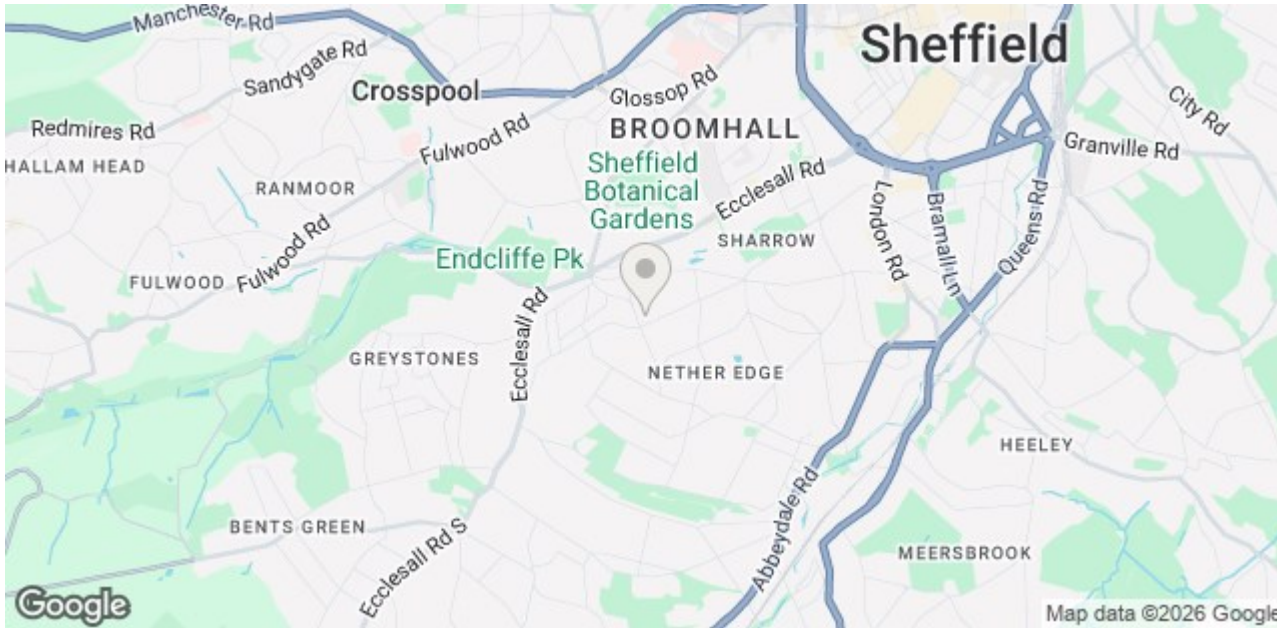 Manchester Rd
Sandygate Rd
Sheffield
Crosspool
Glossop Rd
City Rd
Redmires Rd
Fulwood Rd
BROOMHALL
Granville Rd
HALLAM HEAD
RANMOOR
Sheffield
Botanical
Gardens
Ecclesall Rd
London Rd
Bramall Ln
Queens Rd
SHARROW
Fulwood Rd
Endcliffe Pk
FULWOOD
Ecclesall Rd
GREYSTONES
NETHER EDGE
HEELEY
Abbeydale Rd
BENTS GREEN
Ecclesall Rd S
MEERSBROOK
Google
Map data ©2026 Google